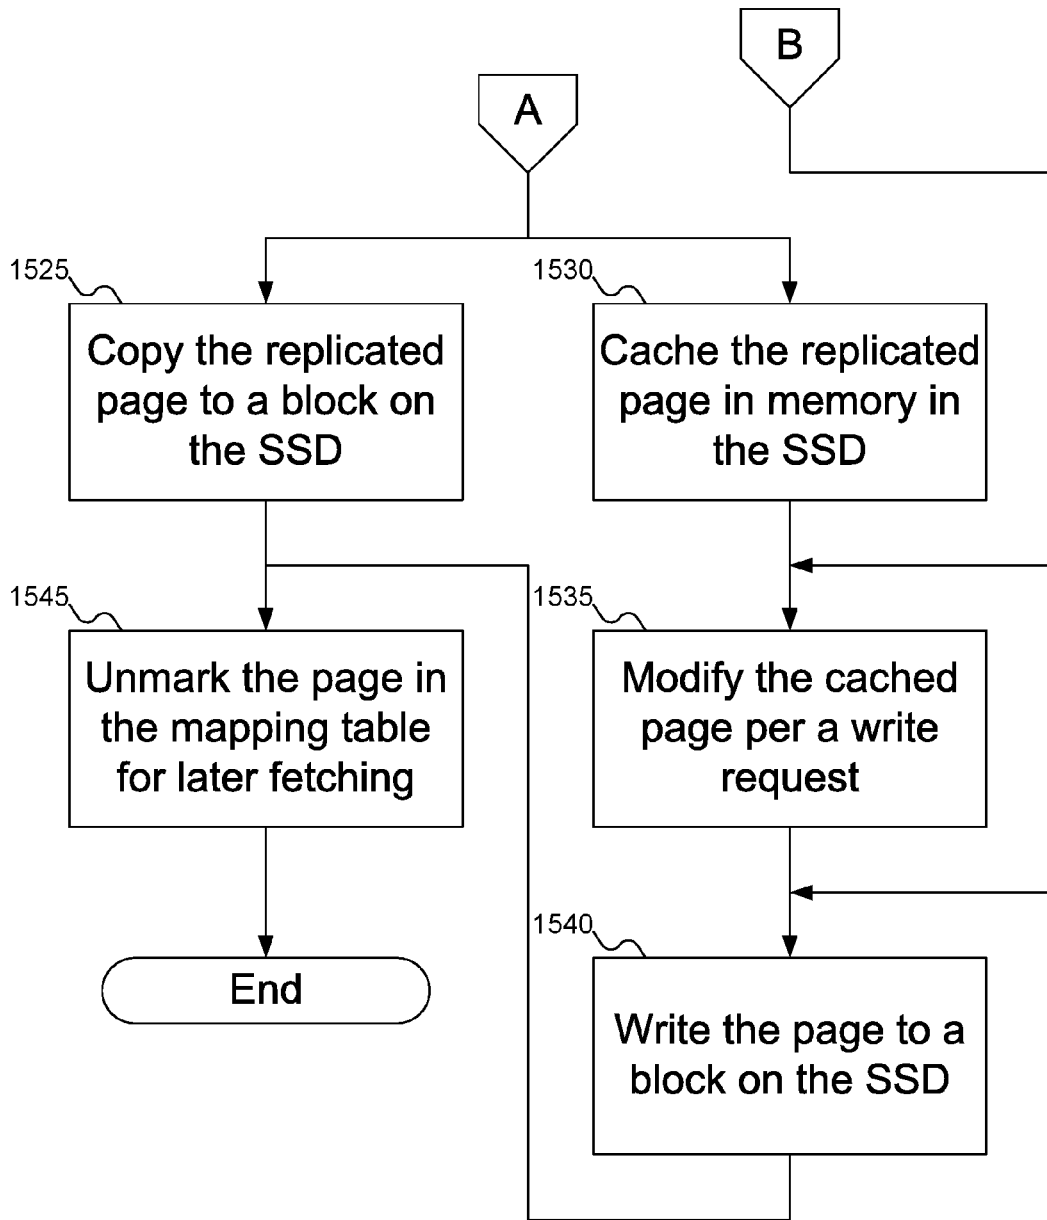 B
A
1525
Copy the replicated
page to a block on
the SSD
1530
Cache the replicated
page in memory in
the SSD
1545
Unmark the page in
the mapping table
for later fetching
1535
Modify the cached
page per a write
request
End
1540
Write the page to a
block on the SSD